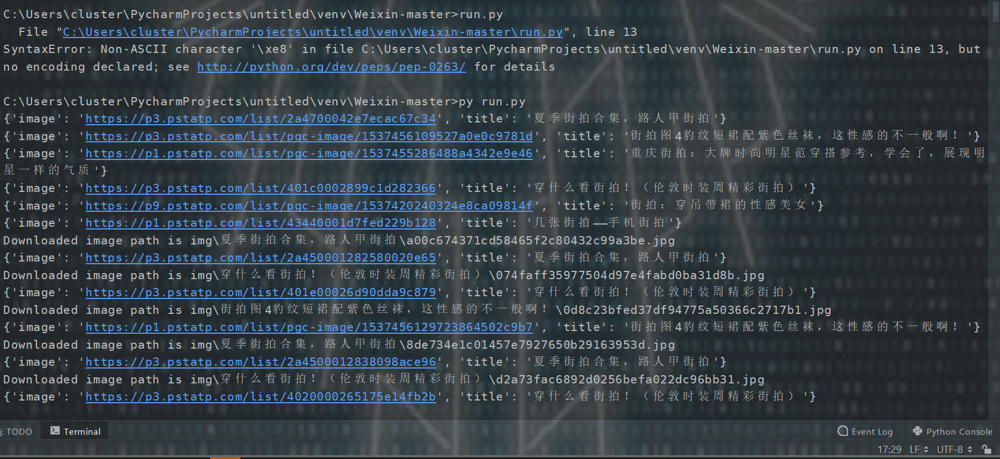 C:\Users\cluster\PycharmProjects\untitled\venv\Weixin-master>run.py
File "C:\Users\cluster\PycharmProjects\untitled\venv\Weixin-master\run.py", line 13
SyntaxError: Non-ASCII character '\xe8' in file C:\Users\cluster\PycharmProjects\untitled\venv\Weixin-master\run.py on line 13, but
no encoding declared; see http://python.org/dev/peps/pep-0263/ for details
C:\Users\cluster\PycharmProjects\untitled\venv\Weixin-master>py run.py
{'image': 'https://p3.pstatp.com/list/2a4700042e7ecac67c34', 'title': '夏季街拍合集，路人甲街拍'}
{'image': 'https://p3.pstatp.com/list/pgc-image/1537456109527a0e0c9781d', 'title': '街拍图4豹纹短裙配紫色丝袜，这性感的不一般啊！'}
{'image': 'https://p1.pstatp.com/list/pgc-image/1537455286488a4342e9e46', 'title': '重庆街拍：大牌时尚明星范穿搭参考，学会了，展现明
星一样的气质'}
{'image': 'https://p3.pstatp.com/list/401c0002899c1d282366', 'title': '穿什么看街拍！（伦敦时装周精彩街拍）'}
{'image': 'https://p9.pstatp.com/list/pgc-image/1537420240324e8ca09814f', 'title': '街拍：穿吊带裙的性感美女'}
{'image': 'https://p1.pstatp.com/list/43440001d7fed229b128', 'title': '几张街拍——手机街拍'}
Downloaded image path is img\夏季街拍合集，路人甲街拍\a00c674371cd58465f2c80432c99a3be.jpg
{'image': 'https://p3.pstatp.com/list/2a450001282580020e65', 'title': '夏季街拍合集，路人甲街拍'}
Downloaded image path is img\穿什么看街拍！（伦敦时装周精彩街拍）\074faff35977504d97e4fabd0ba31d8b.jpg
{'image': 'https://p3.pstatp.com/list/401e00026d90dda9c879', 'title': '穿什么看街拍！（伦敦时装周精彩街拍）'}
Downloaded image path is img\街拍图4豹纹短裙配紫色丝袜，这性感的不一般啊！\0d8c23bfed37df94775a50366c2717b1.jpg
{'image': 'https://p1.pstatp.com/list/pgc-image/1537456129723864502c9b7', 'title': '街拍图4豹纹短裙配紫色丝袜，这性感的不一般啊！'}
Downloaded image path is img\夏季街拍合集，路人甲街拍\8de734e1c01457e7927650b29163953d.jpg
{'image': 'https://p3.pstatp.com/list/2a4500012838098ace96', 'title': '夏季街拍合集，路人甲街拍'}
Downloaded image path is img\穿什么看街拍！（伦敦时装周精彩街拍）\d2a73fac6892d0256befa022dc96bb31.jpg
{'image': 'https://p3.pstatp.com/list/4020000265175e14fb2b', 'title': '穿什么看街拍！（伦敦时装周精彩街拍）'}
: TODO Terminal Event Log Python Console
17:29 LF UTF-8